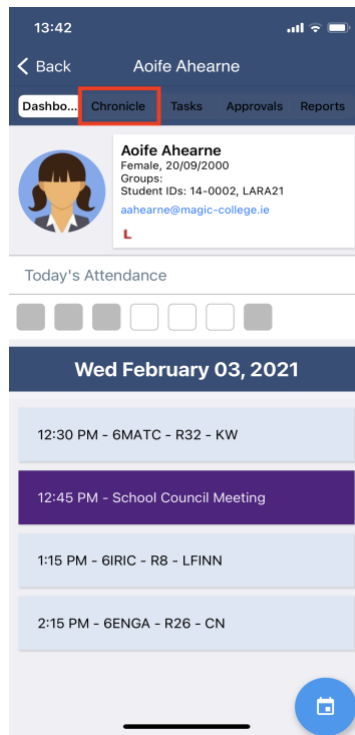 13:42
Back Aoife Ahearne
Dashbo... Chronicle Tasks Approvals Reports
Aoife Ahearne
Female, 20/09/2000
Groups:
Student IDs: 14-0002, LARA21
aahearne@magic-college.ie
L
Today's Attendance
Wed February 03, 2021
12:30 PM - 6MATC - R32 - KW
12:45 PM - School Council Meeting
1:15 PM - 6IRIC - R8 - LFINN
2:15 PM - 6ENGA - R26 - CN